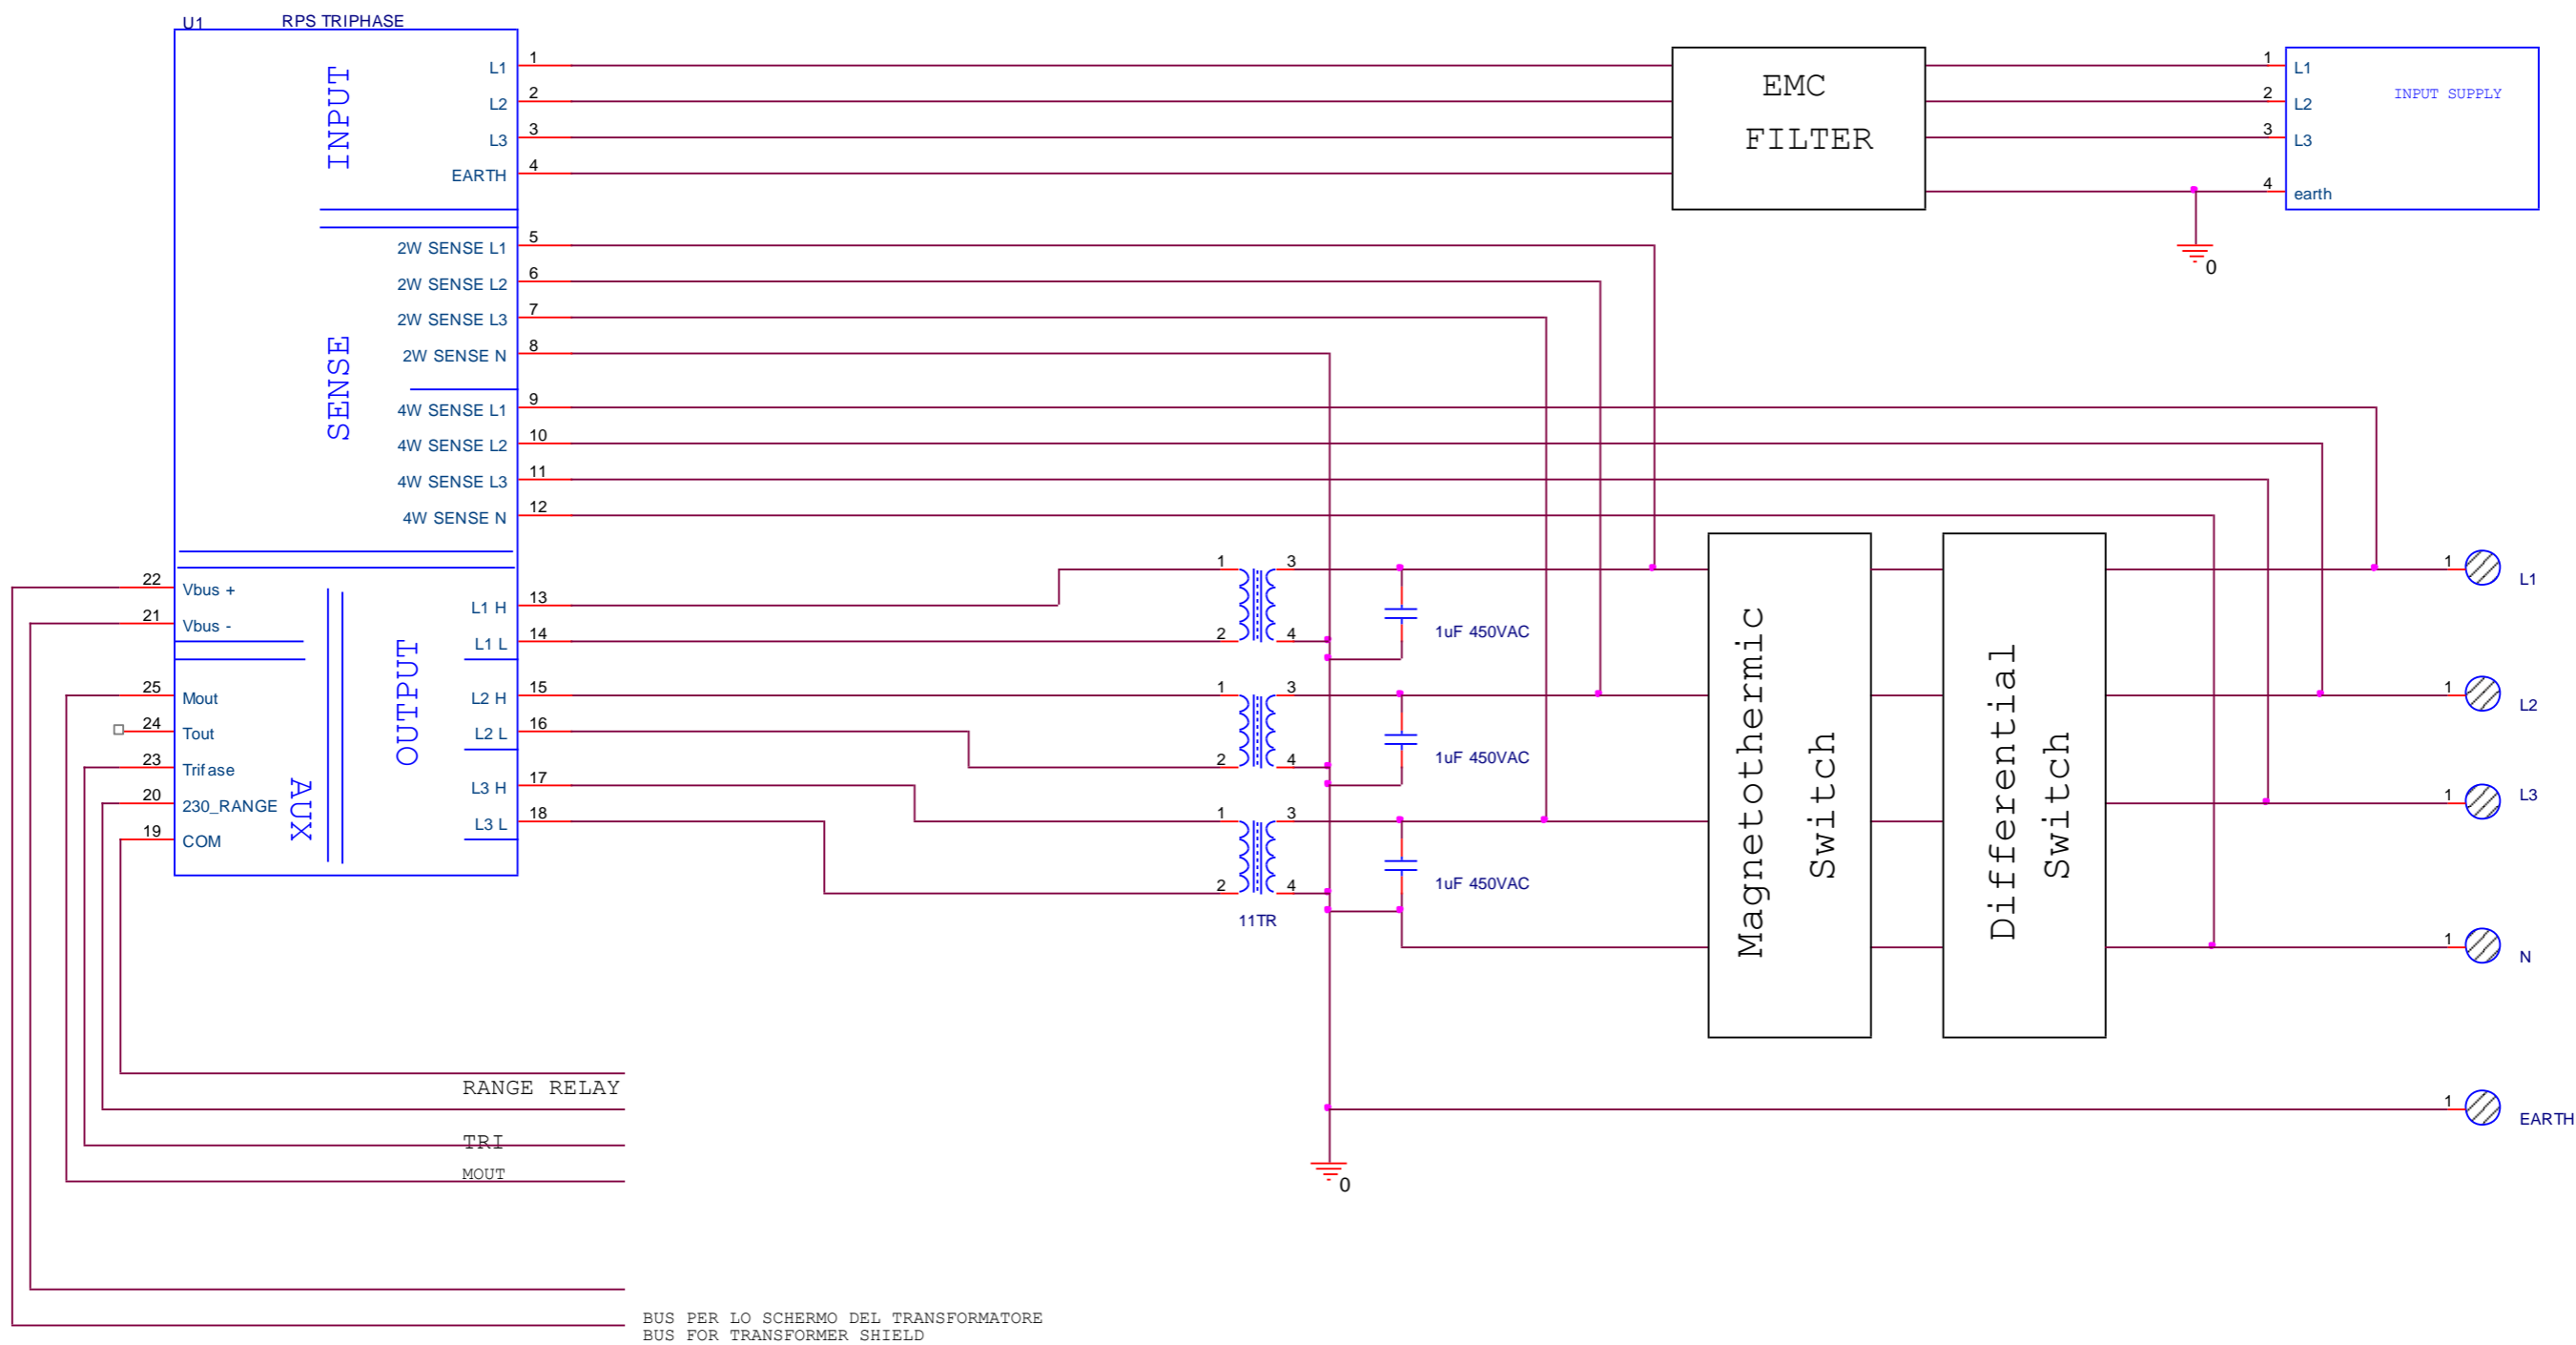 U1
RPS TRIPHASE
INPUT
L1 1
L2 2
L3 3
EARTH 4
SENSE
2W SENSE L1 5
2W SENSE L2 6
2W SENSE L3 7
2W SENSE N 8
4W SENSE L1 9
4W SENSE L2 10
4W SENSE L3 11
4W SENSE N 12
OUTPUT
L1 H 13
L1 L 14
L2 H 15
L2 L 16
L3 H 17
L3 L 18
AUX
22 Vbus +
21 Vbus -
25 Mout
24 Tout
23 Trifase
20 230_RANGE
19 COM
EMC
FILTER
INPUT SUPPLY
1 L1
2 L2
3 L3
4 earth
0
1 3
2 4
1uF 450VAC
1 3
2 4
1uF 450VAC
1 3
2 4
1uF 450VAC
11TR
Magnetothermic
Switch
Differential
Switch
1 L1
1 L2
1 L3
1 N
1 EARTH
0
RANGE RELAY
TRI
MOUT
BUS PER LO SCHERMO DEL TRANSFORMATORE
BUS FOR TRANSFORMER SHIELD